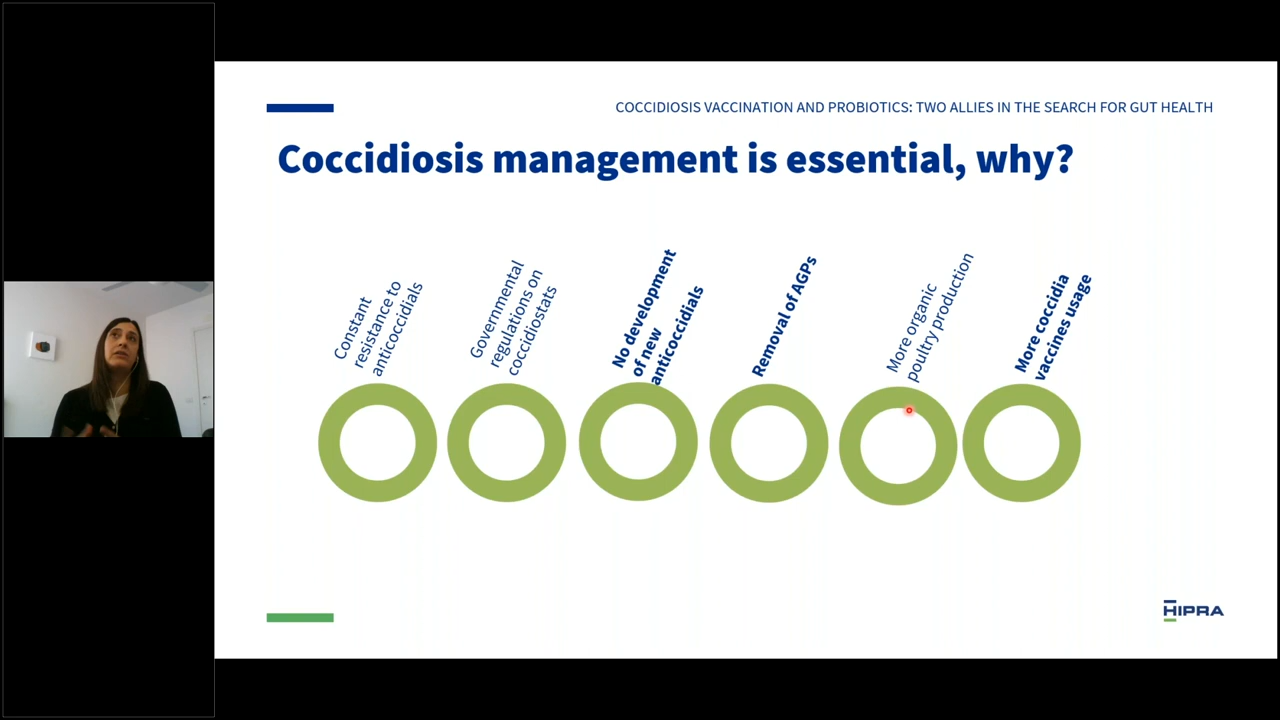 COCCIDIOSIS VACCINATION AND PROBIOTICS: TWO ALLIES IN THE SEARCH FOR GUT HEALTH
Coccidiosis management is essential, why?
Constant
resistance to
anticoccidials
Governmental
regulations on
coccidiostats
No development
of new
anticoccidials
Removal of AGPs
More organic
poultry production
More coccidia
vaccines usage
HIPRA